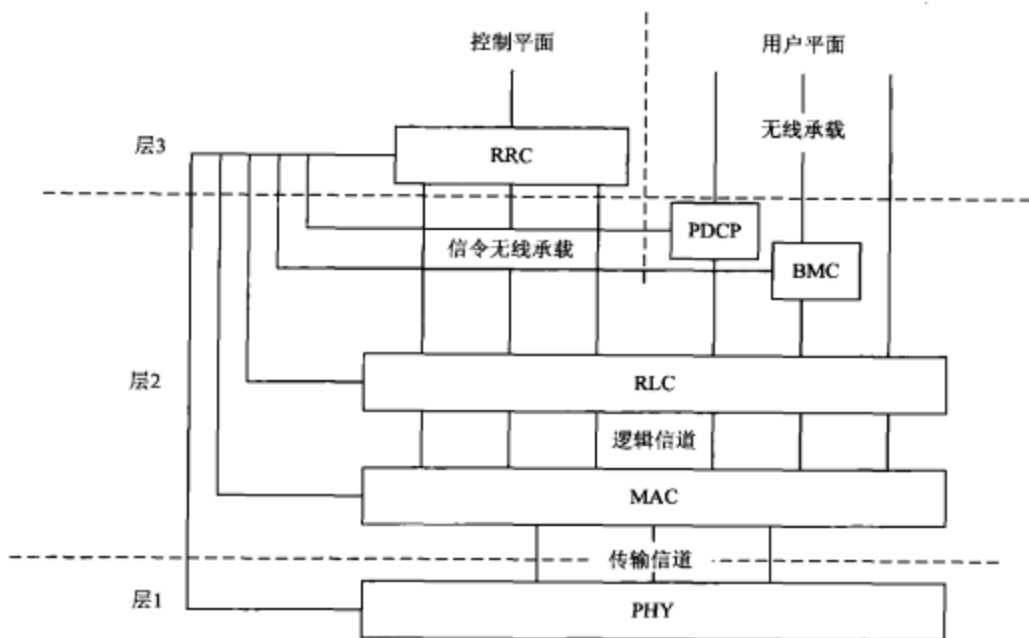 控制平面
用户平面
无线承载
层3
RRC
PDCP
信令无线承载
BMC
层2
RLC
逻辑信道
MAC
传输信道
层1
PHY